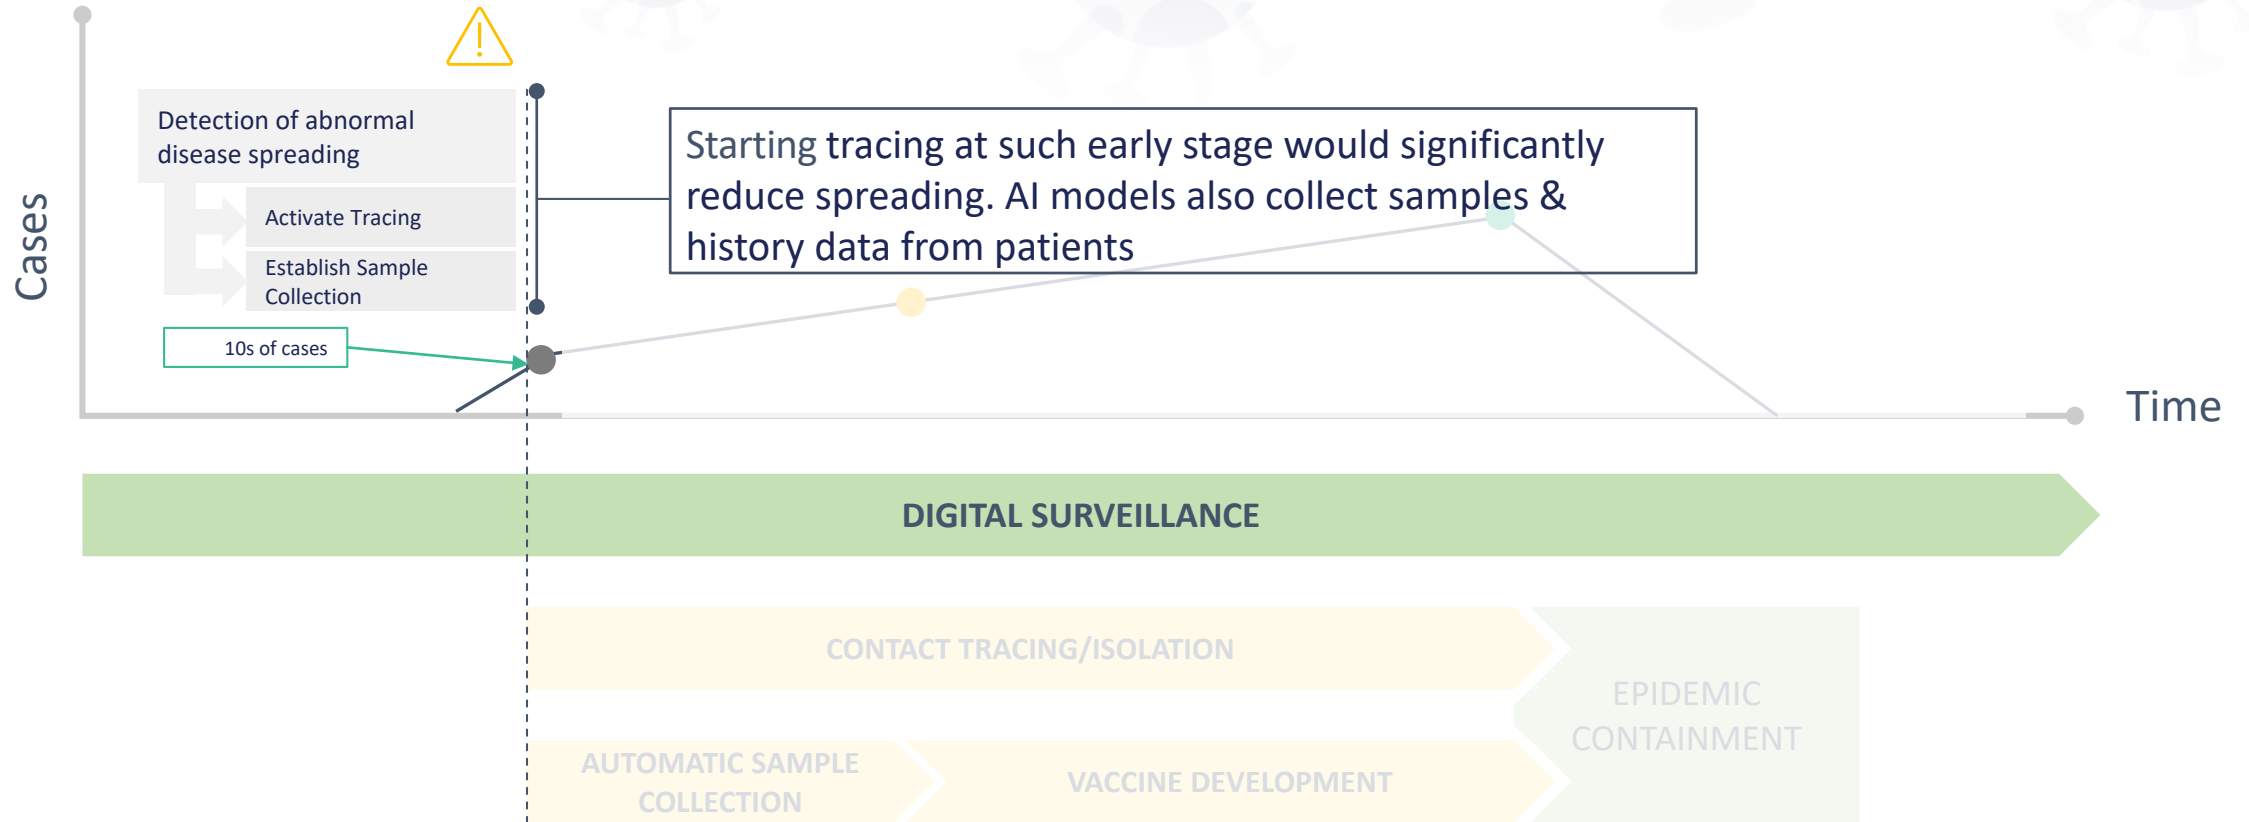 Detection of abnormal
disease spreading
Activate Tracing
Establish Sample
Collection
10s of cases
Cases
Starting tracing at such early stage would significantly
reduce spreading. AI models also collect samples &
history data from patients
Time
DIGITAL SURVEILLANCE
CONTACT TRACING/ISOLATION
EPIDEMIC
CONTAINMENT
AUTOMATIC SAMPLE
COLLECTION
VACCINE DEVELOPMENT